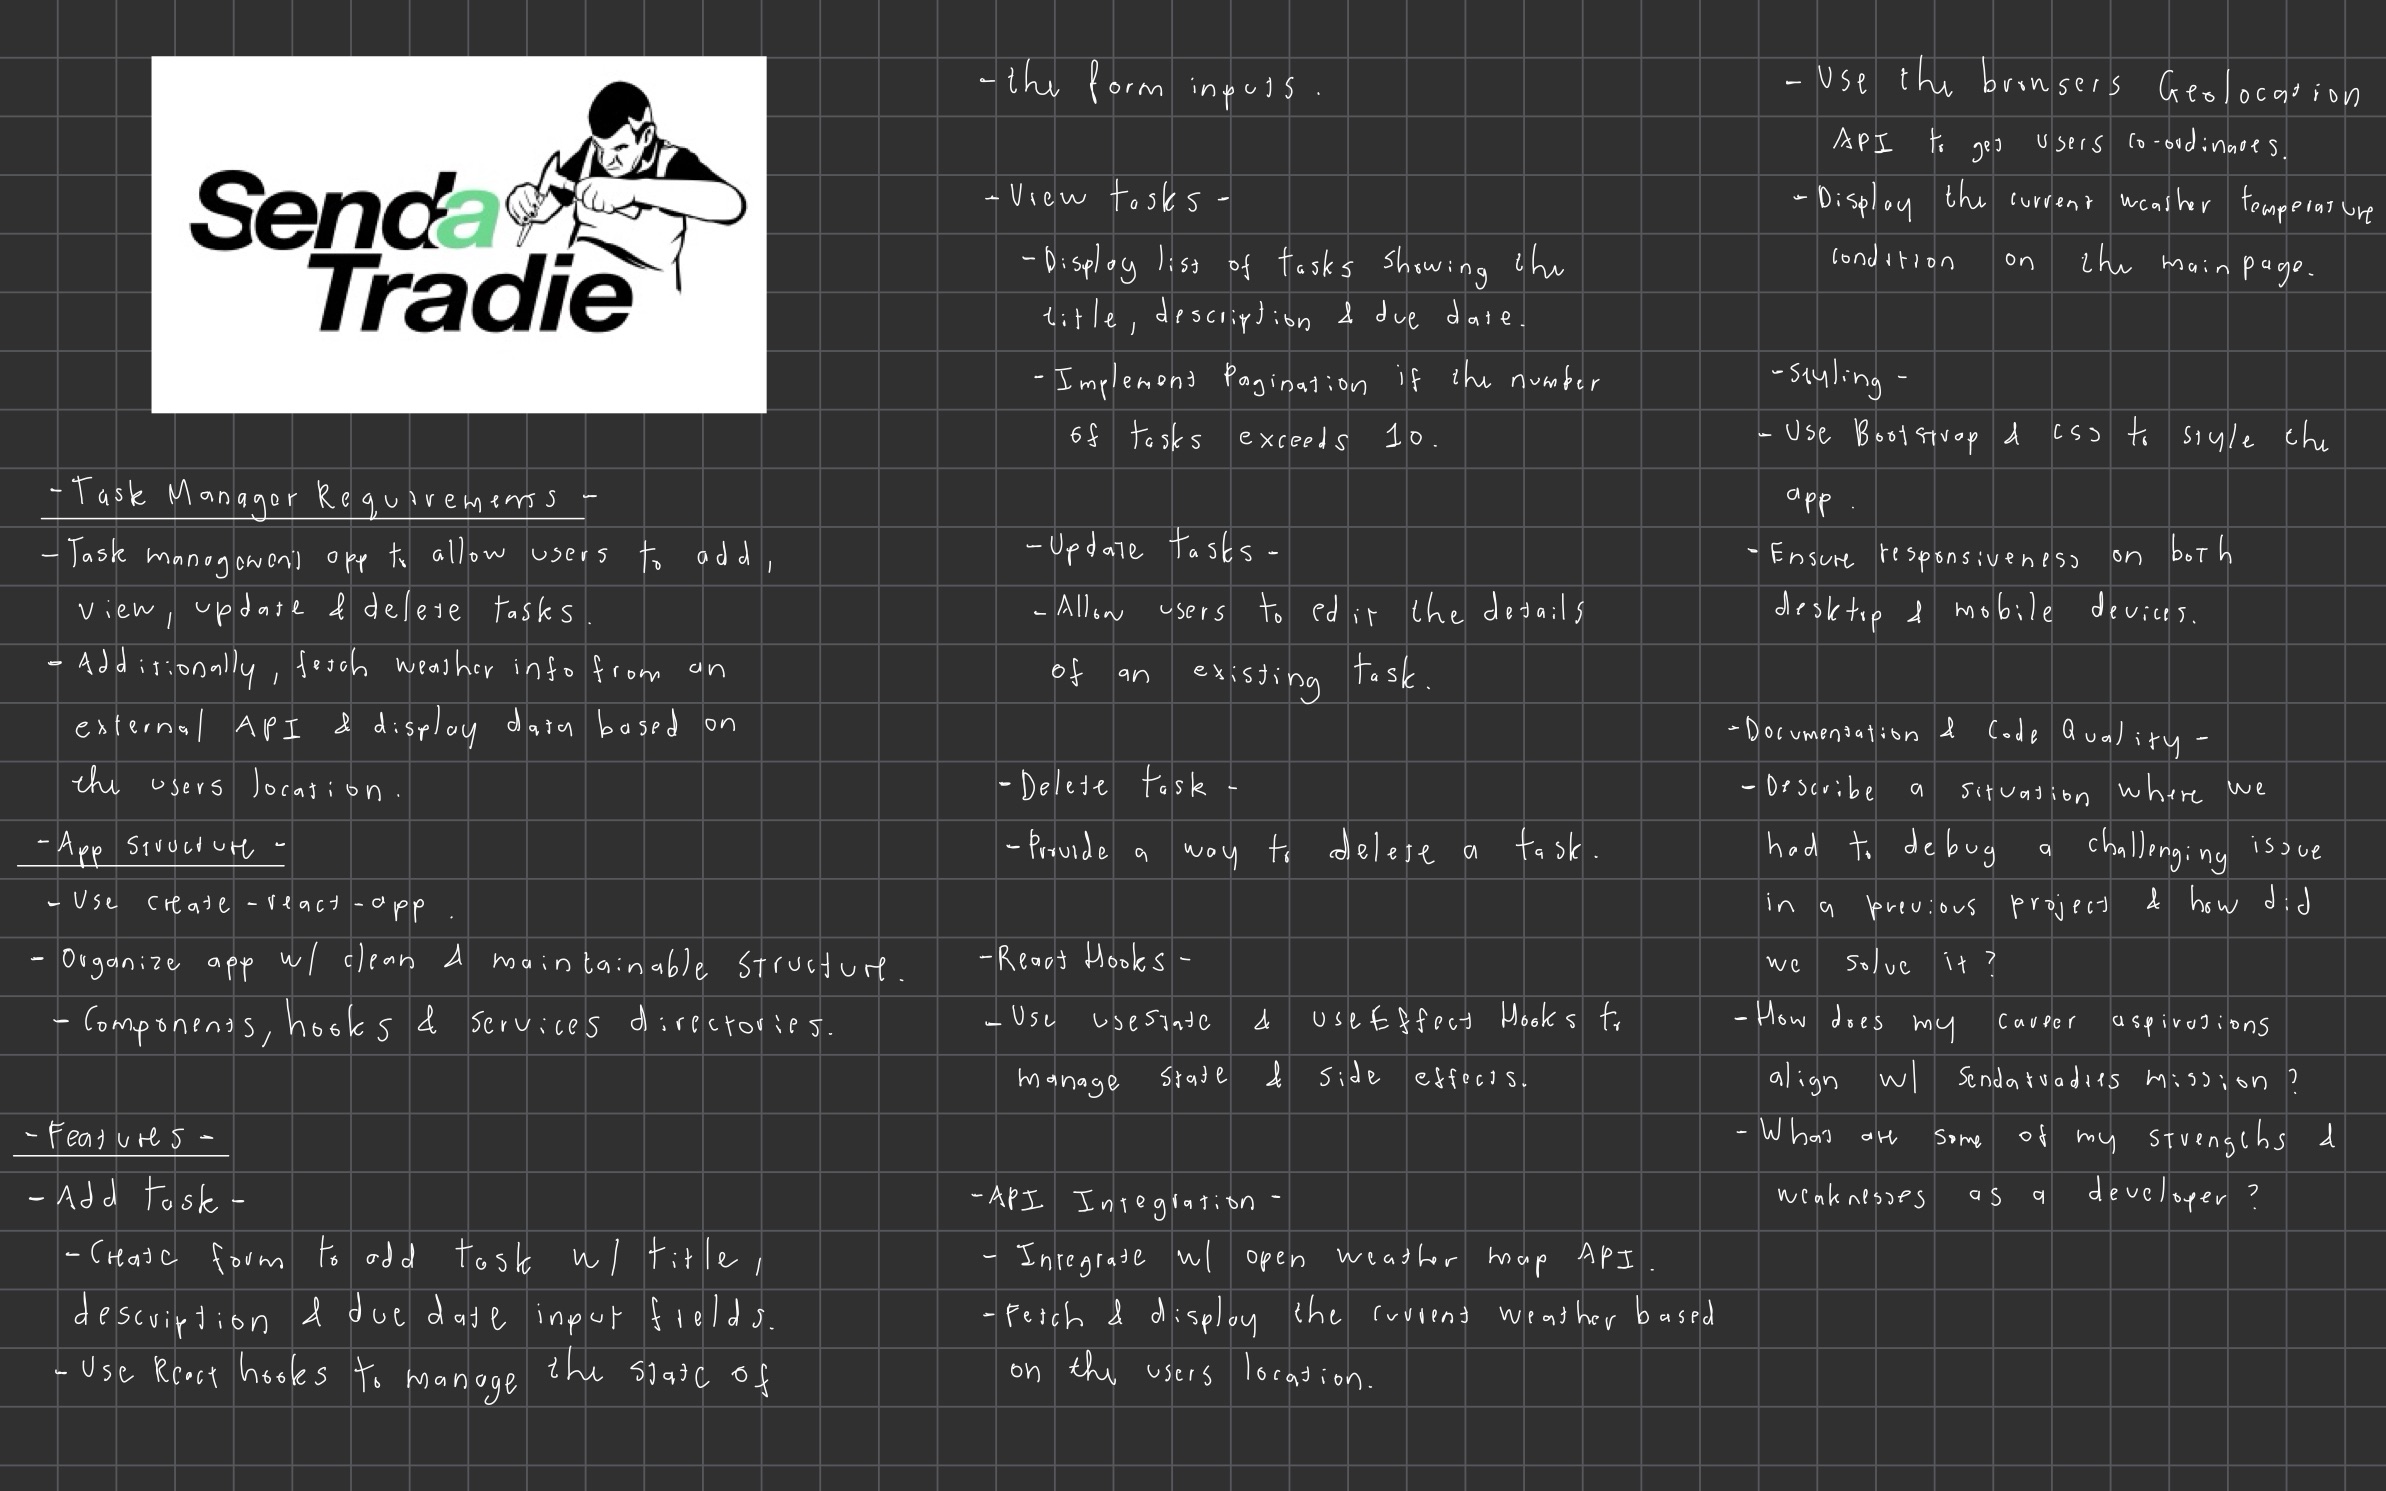 Senda
Tradie
- Task Manager Requirements -
- Task management app to allow users to add,
view, update & delete tasks.
- Additionally, fetch weather info from an
external API & display data based on
the users location.
- App Structure -
- Use create-react-app.
- Organize app w/ clean & maintainable structure.
- Components, hooks & services directories.
- Features -
- Add task -
- Create form to add task w/ title,
description & due date input fields.
- Use React hooks to manage the state of
- the form inputs.
- View tasks -
- Display list of tasks showing the
title, description & due date.
- Implement Pagination if the number
of tasks exceeds 10.
- Update tasks -
- Allow users to edit the details
of an existing task.
- Delete task -
- Provide a way to delete a task.
- React Hooks -
- Use useState & useEffect Hooks to
manage state & side effects.
- API Integration -
- Integrate w/ open weather map API.
- Fetch & display the current weather based
on the users location.
- Use the browsers Geolocation
API to get users co-ordinates.
- Display the current weather temperature
condition on the main page.
- Styling -
- Use Bootstrap & css to style the
app.
- Ensure responsiveness on both
desktop & mobile devices.
- Documentation & Code Quality -
- Describe a situation where we
had to debug a challenging issue
in a previous project & how did
we solve it?
- How does my career aspirations
align w/ Sendatradies mission?
- What are some of my strengths &
weaknesses as a developer?